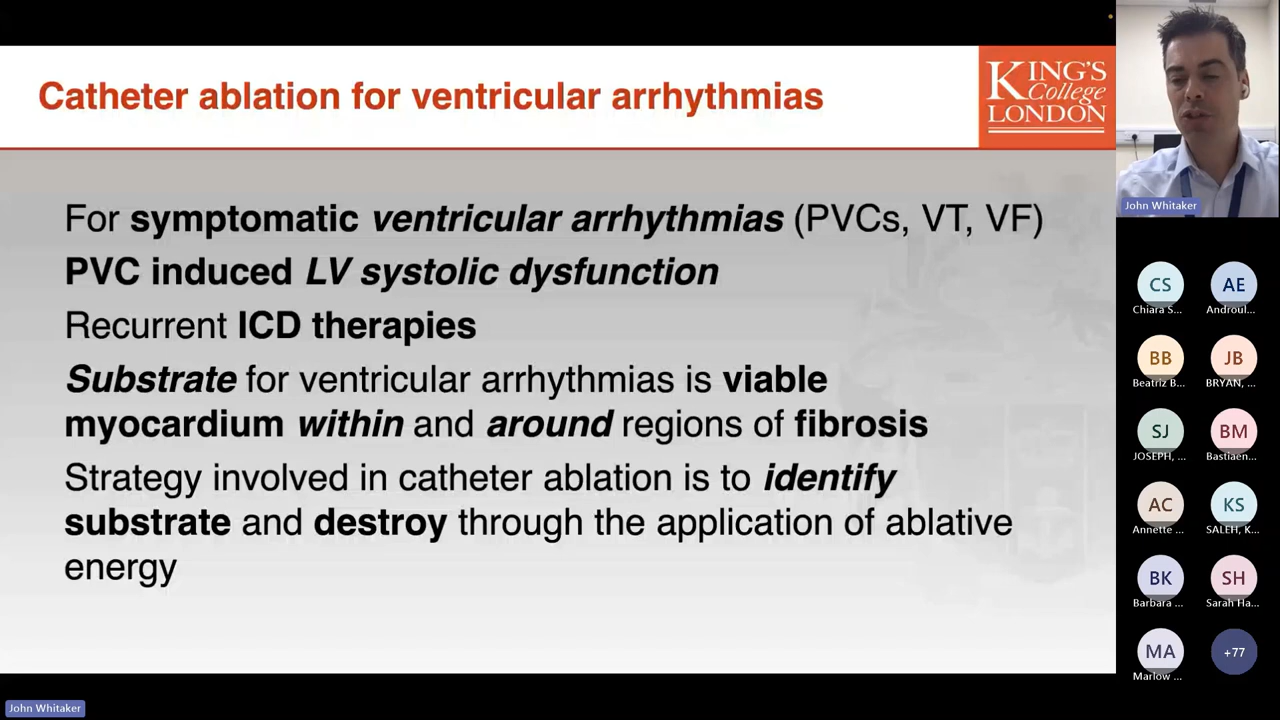 Catheter ablation for ventricular arrhythmias
KING'S
College
LONDON
For symptomatic ventricular arrhythmias (PVCs, VT, VF)
PVC induced LV systolic dysfunction
Recurrent ICD therapies
Substrate for ventricular arrhythmias is viable
myocardium within and around regions of fibrosis
Strategy involved in catheter ablation is to identify
substrate and destroy through the application of ablative
energy
John Whitaker
CS
Chiara S...
AE
Androul...
BB
Beatriz B...
JB
BRYAN, ...
SJ
JOSEPH, ...
BM
Bastiaen...
AC
Annette ...
KS
SALEH, K...
BK
Barbara ...
SH
Sarah Ha...
MA
Marlow ...
+77
John Whitaker